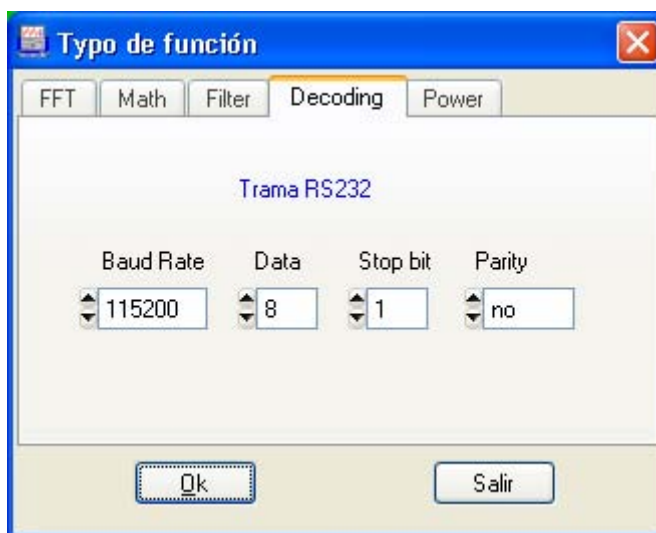 Typo de función
FFT Math Filter Decoding Power
Trama RS232
Baud Rate Data Stop bit Parity
115200 8 1 no
Ok Salir